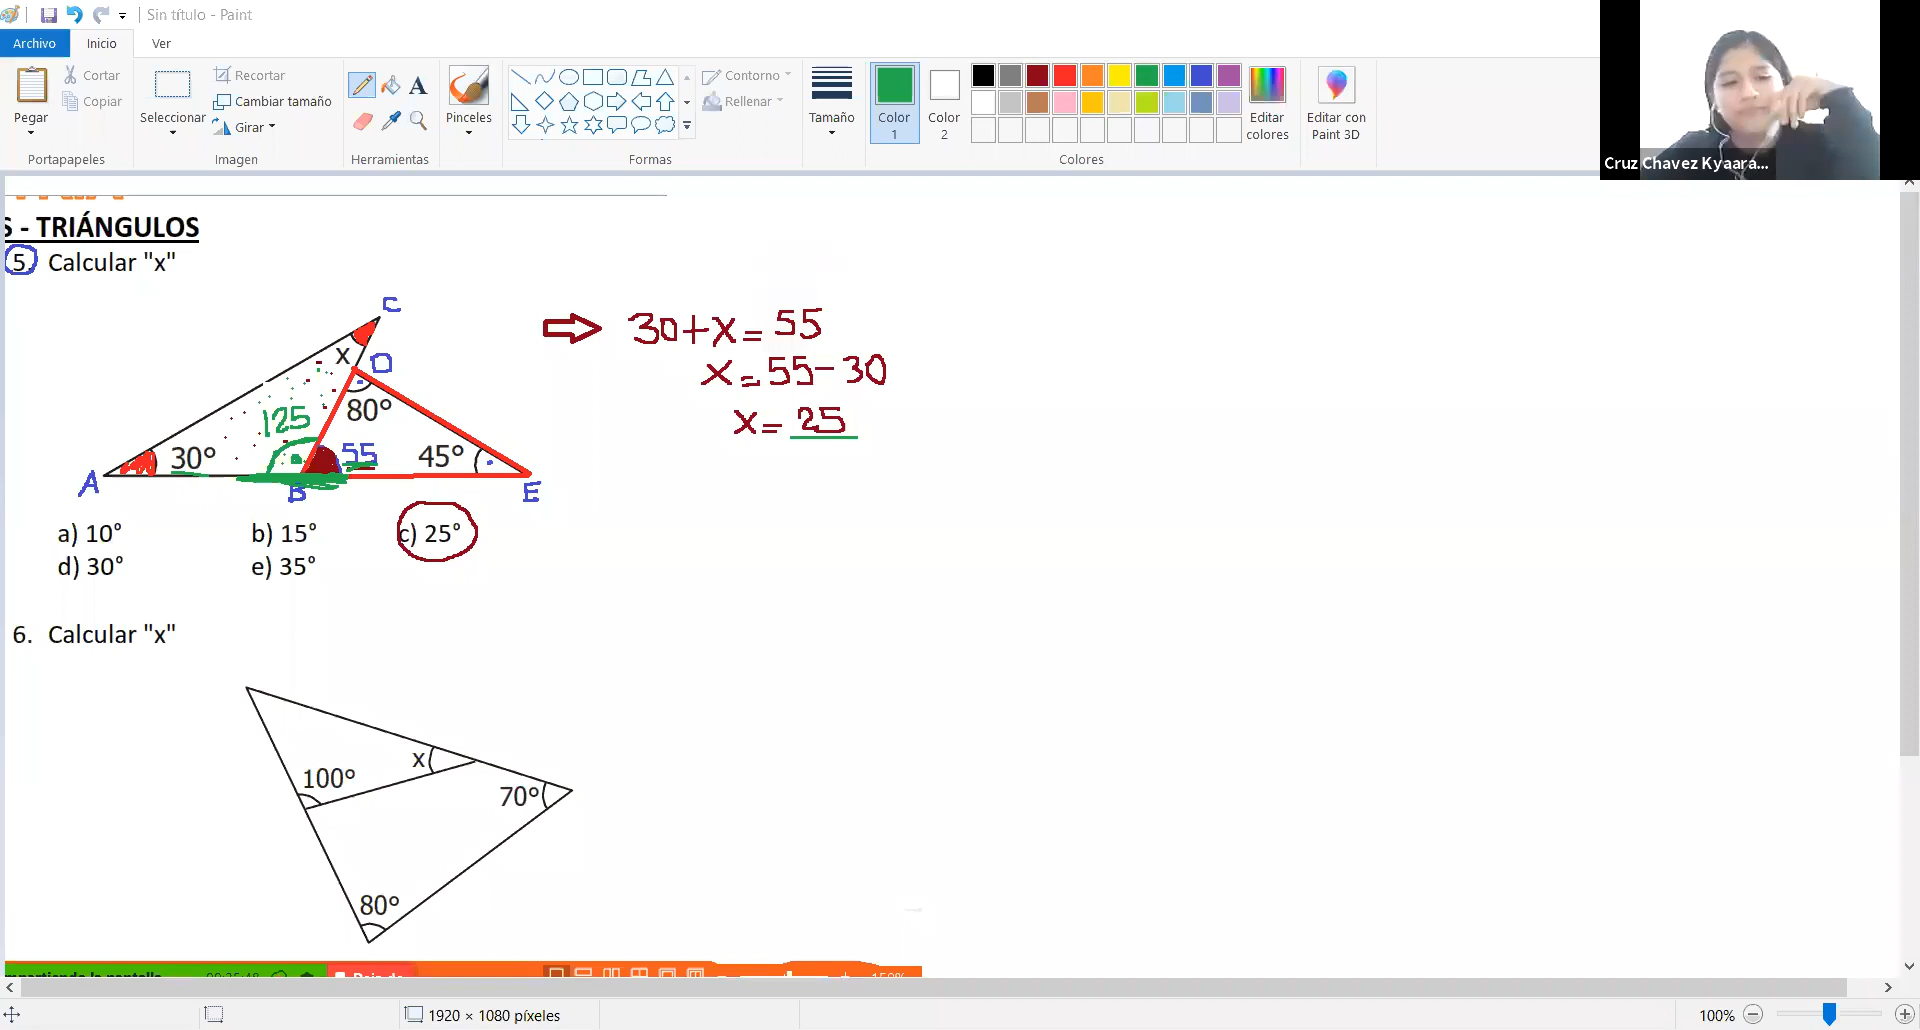 Sin título - Paint
Archivo Inicio Ver
Pegar
Cortar
Copiar
Portapapeles
Seleccionar
Recortar
Cambiar tamaño
Girar
Imagen
A
Herramientas
Pinceles
Contorno
Rellenar
Formas
Tamaño
Color 1
Color 2
Editar colores
Editar con Paint 3D
Colores
Cruz Chavez Kyaara...
S - TRIÁNGULOS
5. Calcular "x"
C
x
D
125
80°
30°
55
45°
A
B
E
30+x=55
x=55-30
x=25
a) 10° b) 15° c) 25°
d) 30° e) 35°
6. Calcular "x"
x
100°
70°
80°
1920 × 1080 píxeles
100%